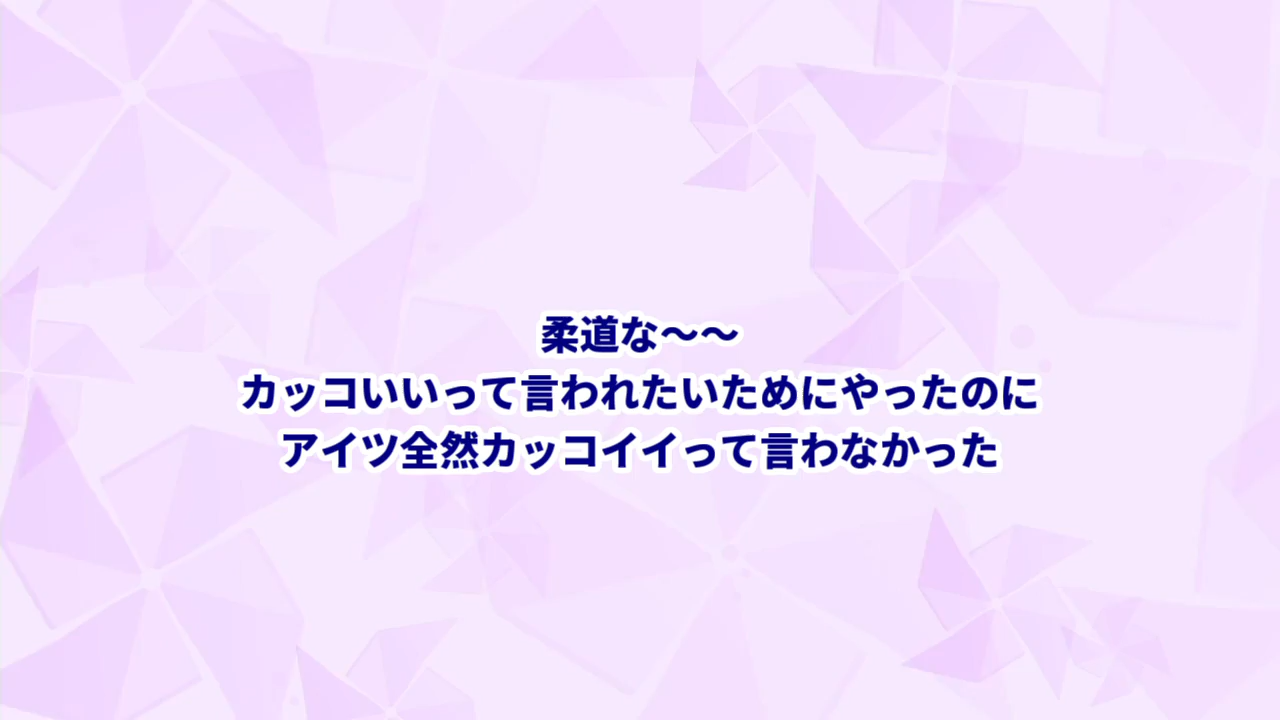 柔道な〜〜
カッコいいって言われたいためにやったのに
アイツ全然カッコイイって言わなかった